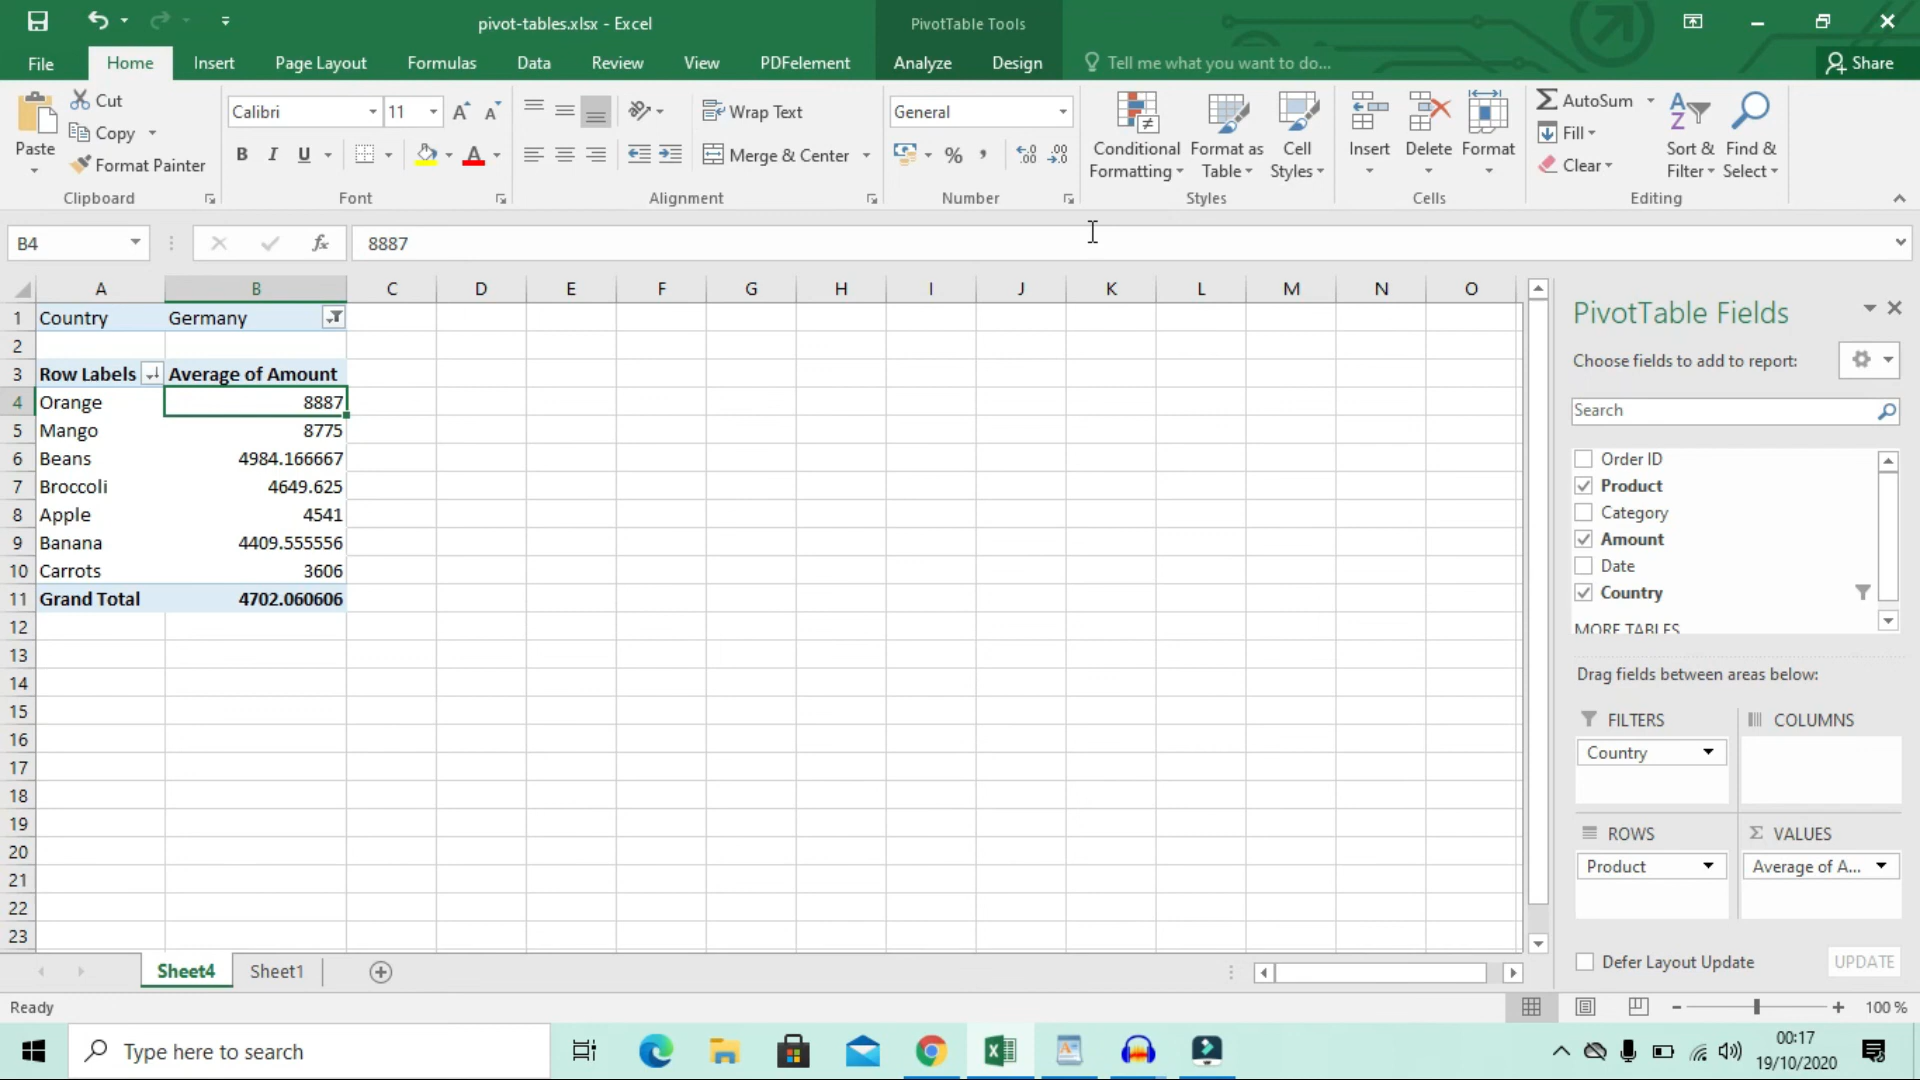 pivot-tables.xlsx - Excel
PivotTable Tools
File Home Insert Page Layout Formulas Data Review View PDFelement Analyze Design Tell me what you want to do... Share
Paste
Cut
Copy
Format Painter
Clipboard
Calibri 11
B I U A
Font
Wrap Text
Merge & Center
Alignment
General
%
Number
Conditional Formatting
Format as Table
Cell Styles
Styles
Insert Delete Format
Cells
AutoSum
Fill
Clear
Sort & Filter
Find & Select
Editing
B4 fx 8887
A B C D E F G H I J K L M N O
1 Country Germany
2
3 Row Labels Average of Amount
4 Orange 8887
5 Mango 8775
6 Beans 4984.166667
7 Broccoli 4649.625
8 Apple 4541
9 Banana 4409.555556
10 Carrots 3606
11 Grand Total 4702.060606
12
13
14
15
16
17
18
19
20
21
22
23
PivotTable Fields
Choose fields to add to report:
Search
Order ID
Product
Category
Amount
Date
Country
MORE TABLES
Drag fields between areas below:
FILTERS COLUMNS
Country
ROWS Σ VALUES
Product Average of A...
Defer Layout Update UPDATE
Sheet4 Sheet1
Ready 100 %
Type here to search
00:17
19/10/2020